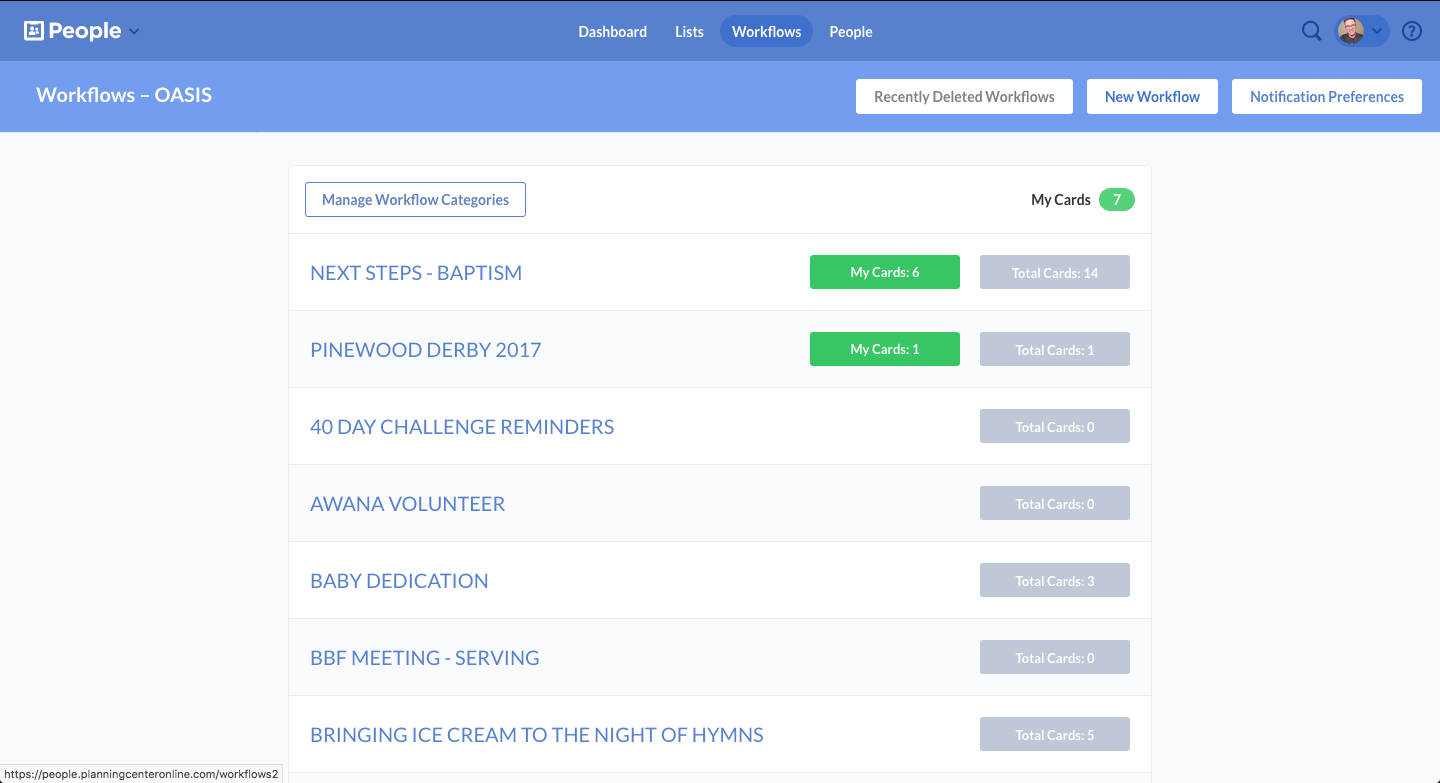 People
Dashboard Lists Workflows People
?
Workflows – OASIS
Recently Deleted Workflows New Workflow Notification Preferences
Manage Workflow Categories My Cards 7
NEXT STEPS - BAPTISM My Cards: 6 Total Cards: 14
PINEWOOD DERBY 2017 My Cards: 1 Total Cards: 1
40 DAY CHALLENGE REMINDERS Total Cards: 0
AWANA VOLUNTEER Total Cards: 0
BABY DEDICATION Total Cards: 3
BBF MEETING - SERVING Total Cards: 0
BRINGING ICE CREAM TO THE NIGHT OF HYMNS Total Cards: 5
https://people.planningcenteronline.com/workflows2